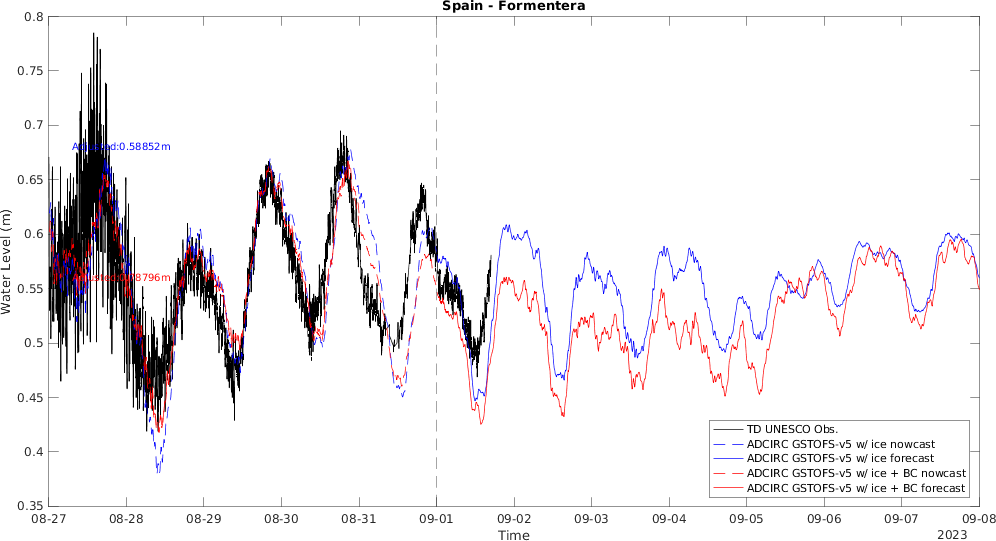 Spain - Formentera
0.8
0.75
0.7
0.65
0.6
0.55
0.5
0.45
0.4
0.35
Water Level (m)
Adjusted:0.58852m
TD UNESCO Obs.
ADCIRC GSTOFS-v5 w/ ice nowcast
ADCIRC GSTOFS-v5 w/ ice forecast
ADCIRC GSTOFS-v5 w/ ice + BC nowcast
ADCIRC GSTOFS-v5 w/ ice + BC forecast
08-27 08-28 08-29 08-30 08-31 09-01 09-02 09-03 09-04 09-05 09-06 09-07 09-08
Time
2023